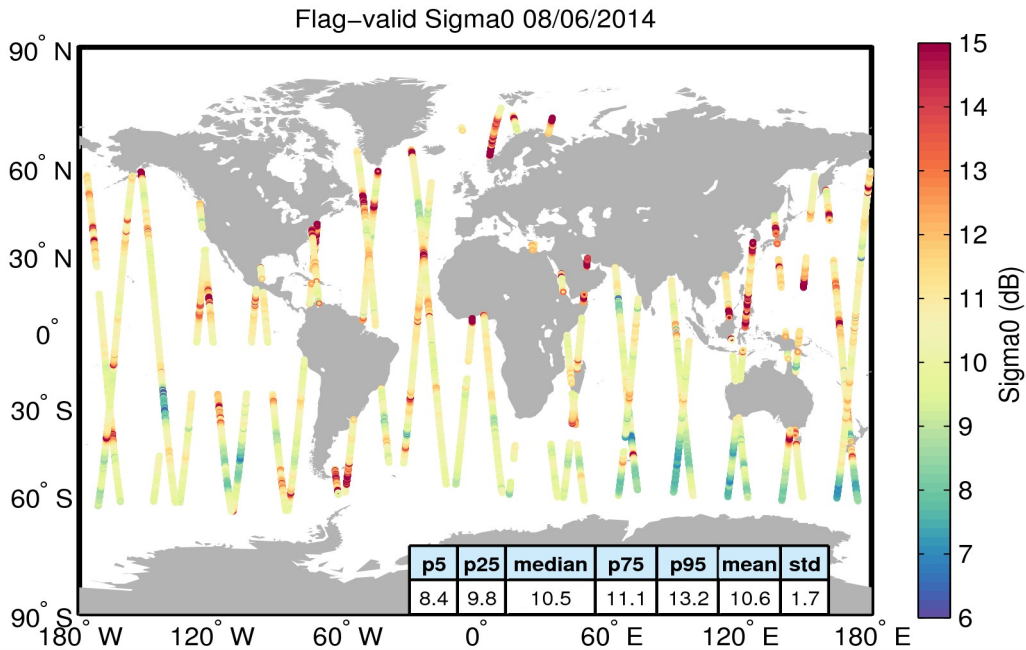 Flag−valid Sigma0 08/06/2014
90° N
60° N
30° N
0°
30° S
60° S
90° S
180° W
120° W
60° W
0°
60° E
120° E
180° E
15
14
13
12
11
10
9
8
7
6
Sigma0 (dB)
p5 p25 median p75 p95 mean std
8.4 9.8 10.5 11.1 13.2 10.6 1.7